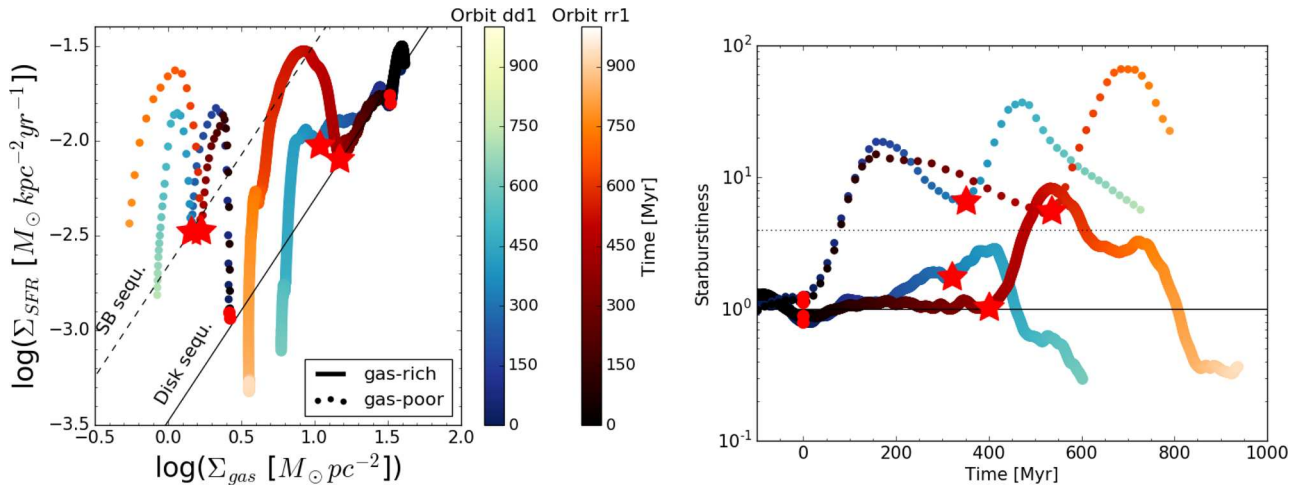 Orbit dd1 Orbit rr1
log(Σ_SFR [M_⊙ kpc^−2 yr^−1])
−1.5
−2.0
−2.5
−3.0
−3.5
SB sequ.
Disk sequ.
gas-rich
gas-poor
−0.5 0.0 0.5 1.0 1.5 2.0
log(Σ_gas [M_⊙ pc^−2])
900
750
600
450
300
150
0
900
750
600
450
300
150
0
Time [Myr]
Starburstiness
10^2
10^1
10^0
10^-1
0 200 400 600 800 1000
Time [Myr]